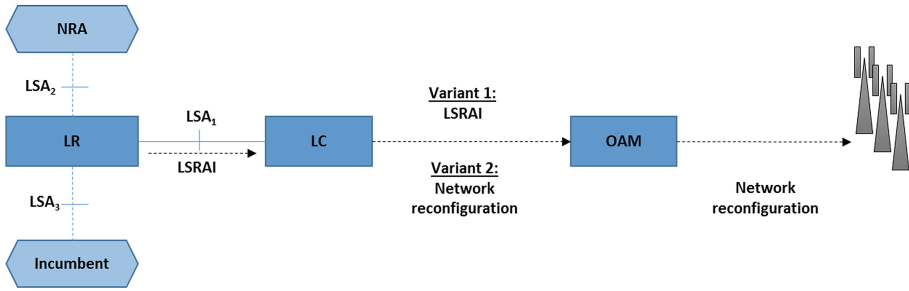 NRA
LSA2
LR
LSA1
LSRAI
LC
Variant 1:
LSRAI
Variant 2:
Network
reconfiguration
OAM
Network
reconfiguration
LSA3
Incumbent